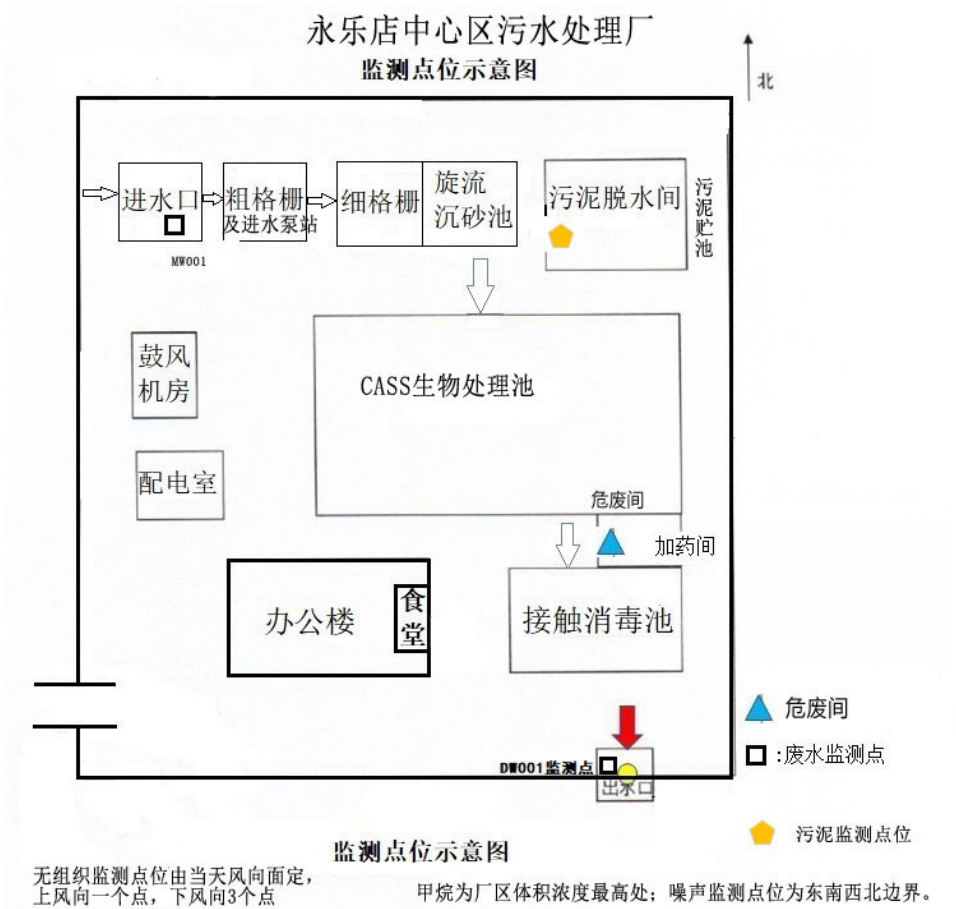 永乐店中心区污水处理厂
监测点位示意图
北
进水口
MW001
粗格栅
及进水泵站
细格栅
旋流
沉砂池
污泥脱水间
污泥贮池
鼓风
机房
CASS生物处理池
配电室
危废间
加药间
办公楼
食堂
接触消毒池
DW001监测点
出水口
危废间
:废水监测点
污泥监测点位
监测点位示意图
无组织监测点位由当天风向面定,
上风向一个点, 下风向3个点
甲烷为厂区体积浓度最高处; 噪声监测点位为东南西北边界。